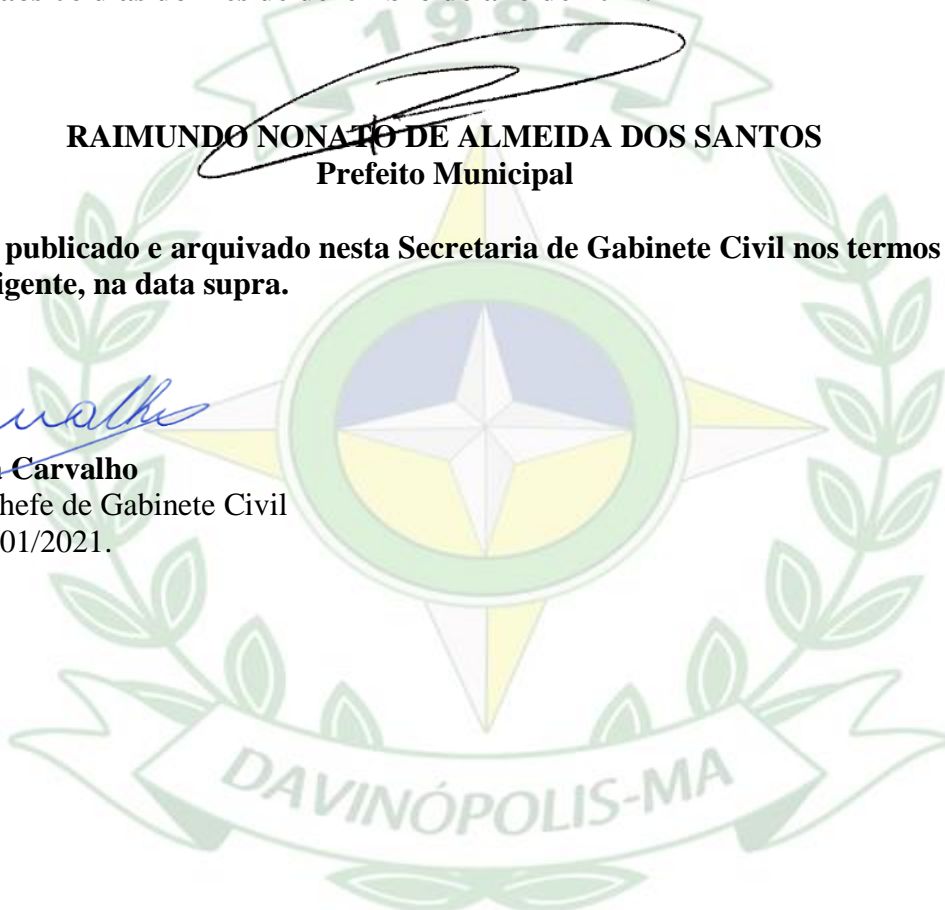 1997
RAIMUNDO NONATO DE ALMEIDA DOS SANTOS
Prefeito Municipal
publicado e arquivado nesta Secretaria de Gabinete Civil nos termos
igente, na data supra.
Carvalho
hefe de Gabinete Civil
01/2021.
DAVINÓPOLIS-MA